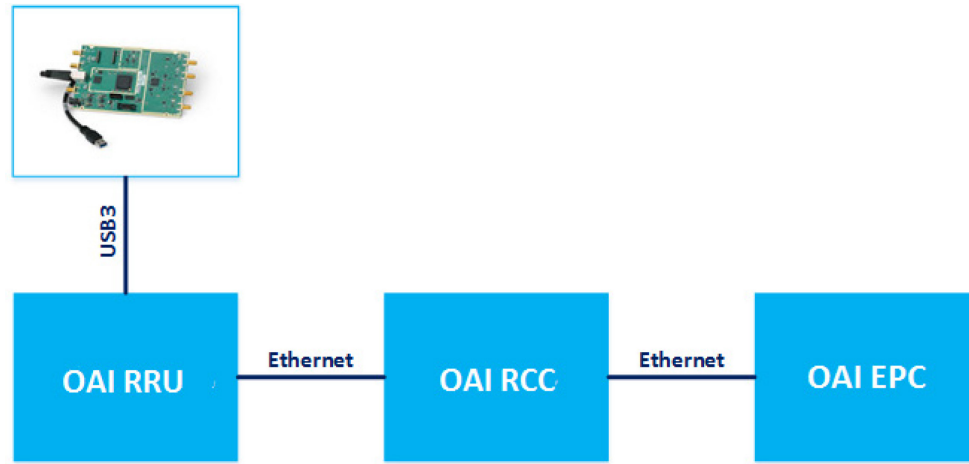 USB3
OAI RRU
Ethernet
OAI RCC
Ethernet
OAI EPC